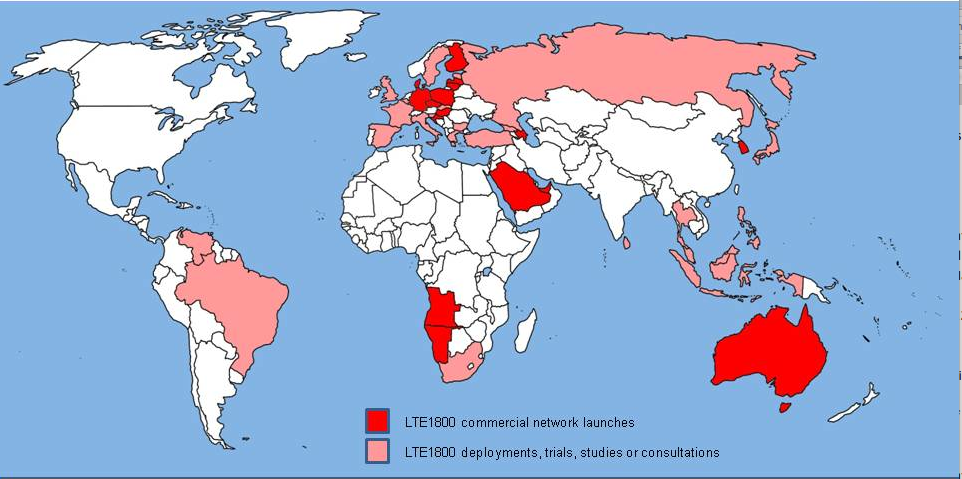 LTE1800 commercial network launches
LTE1800 deployments, trials, studies or consultations